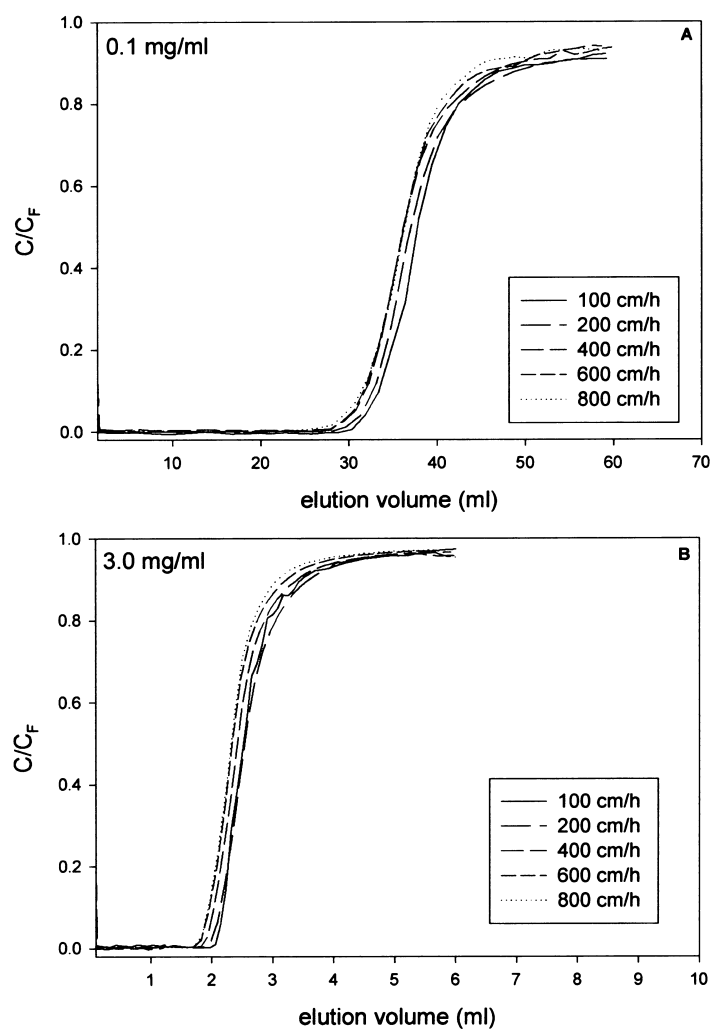 0.1 mg/ml
A
1.0
0.8
0.6
0.4
0.2
0.0
C/C_F
100 cm/h
200 cm/h
400 cm/h
600 cm/h
800 cm/h
10 20 30 40 50 60 70
elution volume (ml)
3.0 mg/ml
B
1.0
0.8
0.6
0.4
0.2
0.0
C/C_F
100 cm/h
200 cm/h
400 cm/h
600 cm/h
800 cm/h
1 2 3 4 5 6 7 8 9 10
elution volume (ml)